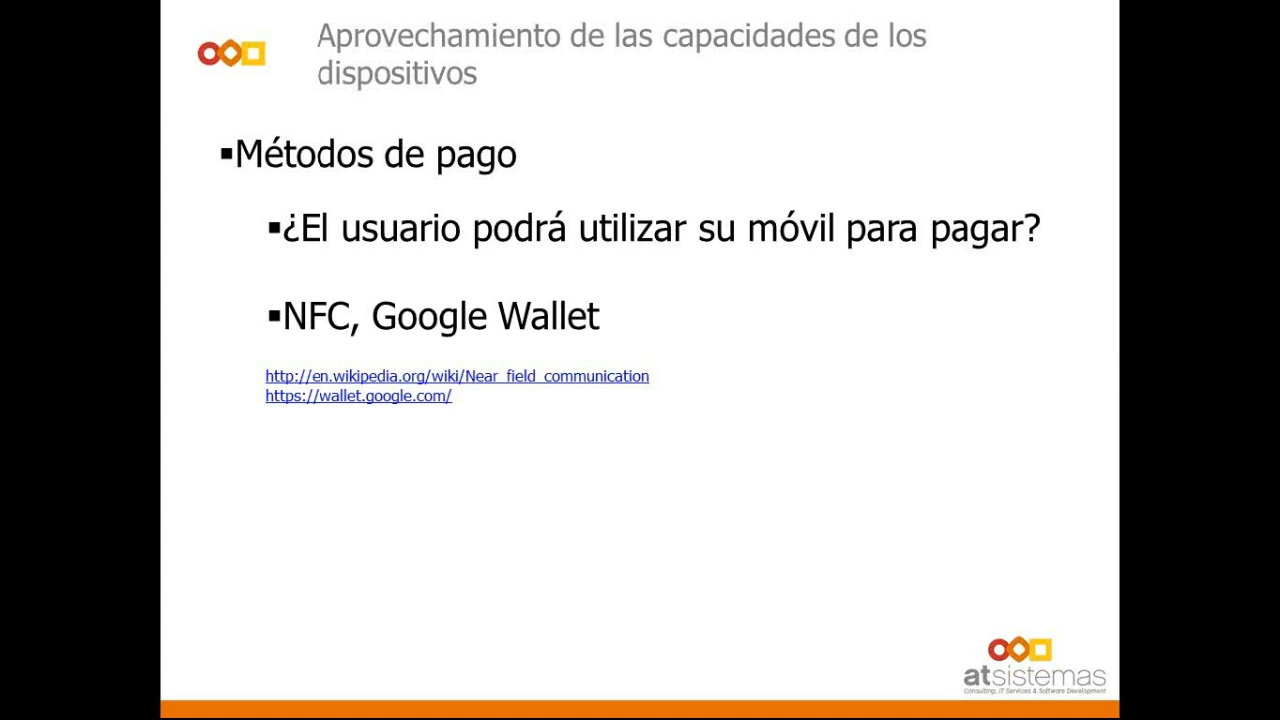 Aprovechamiento de las capacidades de los
dispositivos
▪Métodos de pago
▪¿El usuario podrá utilizar su móvil para pagar?
▪NFC, Google Wallet
http://en.wikipedia.org/wiki/Near_field_communication
https://wallet.google.com/
atsistemas
Consulting, IT Services & Software Development